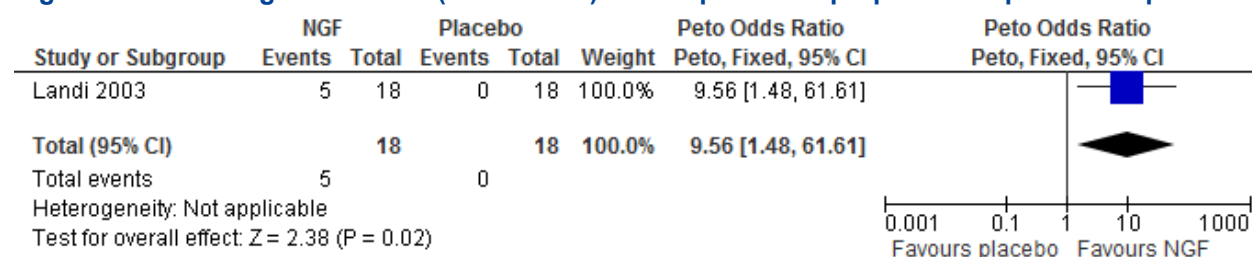 NGF Placebo Peto Odds Ratio Peto Odds Ratio
Study or Subgroup Events Total Events Total Weight Peto, Fixed, 95% CI Peto, Fixed, 95% CI
Landi 2003 5 18 0 18 100.0% 9.56 [1.48, 61.61]
Total (95% CI) 18 18 100.0% 9.56 [1.48, 61.61]
Total events 5 0
Heterogeneity: Not applicable
Test for overall effect: Z = 2.38 (P = 0.02)
0.001 0.1 1 10 1000
Favours placebo Favours NGF